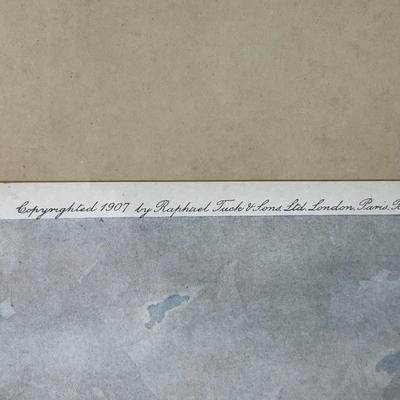 Copyrighted 1907 by Raphael Tuck & Sons, Ltd. London, Paris,